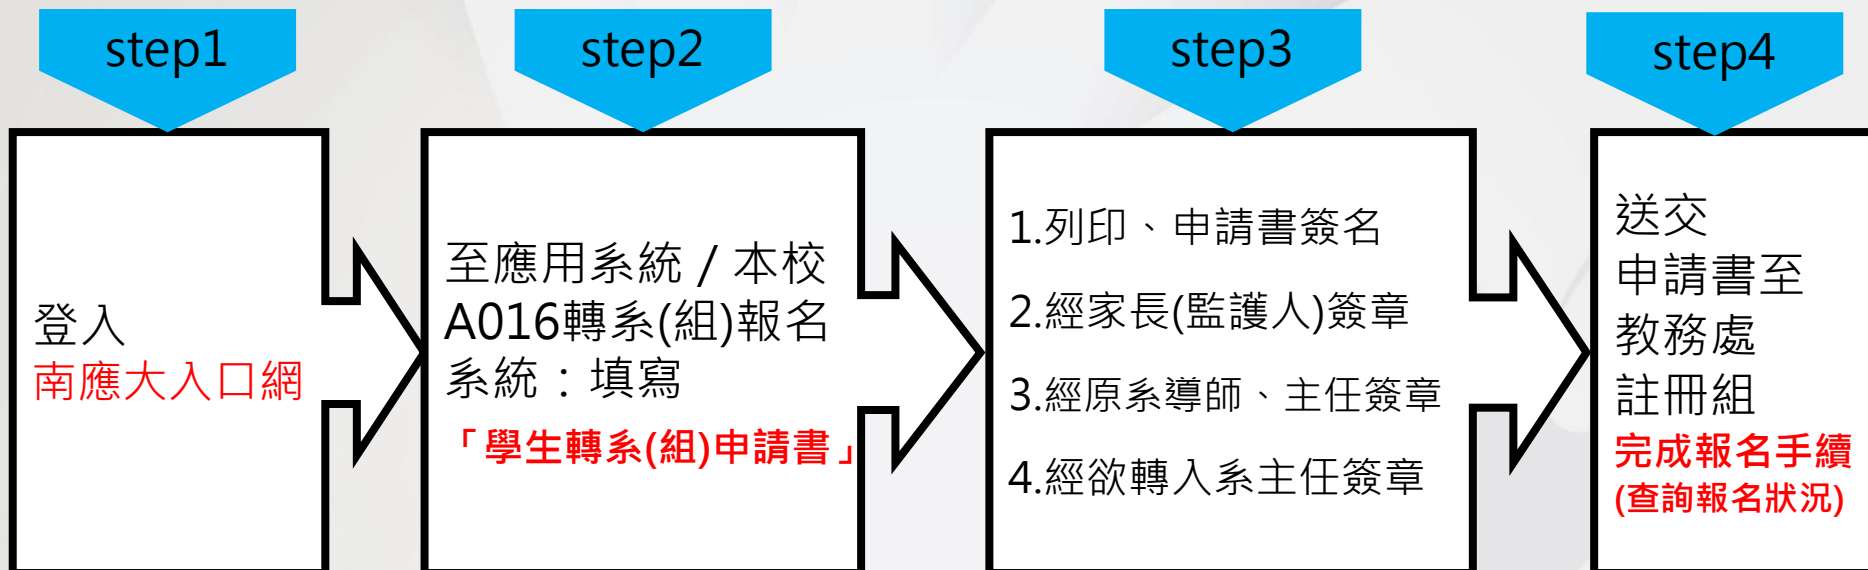 step1
登入
南應大入口網
step2
至應用系統 / 本校
A016轉系(組)報名
系統：填寫
「學生轉系(組)申請書」
step3
1.列印、申請書簽名
2.經家長(監護人)簽章
3.經原系導師、主任簽章
4.經欲轉入系主任簽章
step4
送交
申請書至
教務處
註冊組
完成報名手續
(查詢報名狀況)